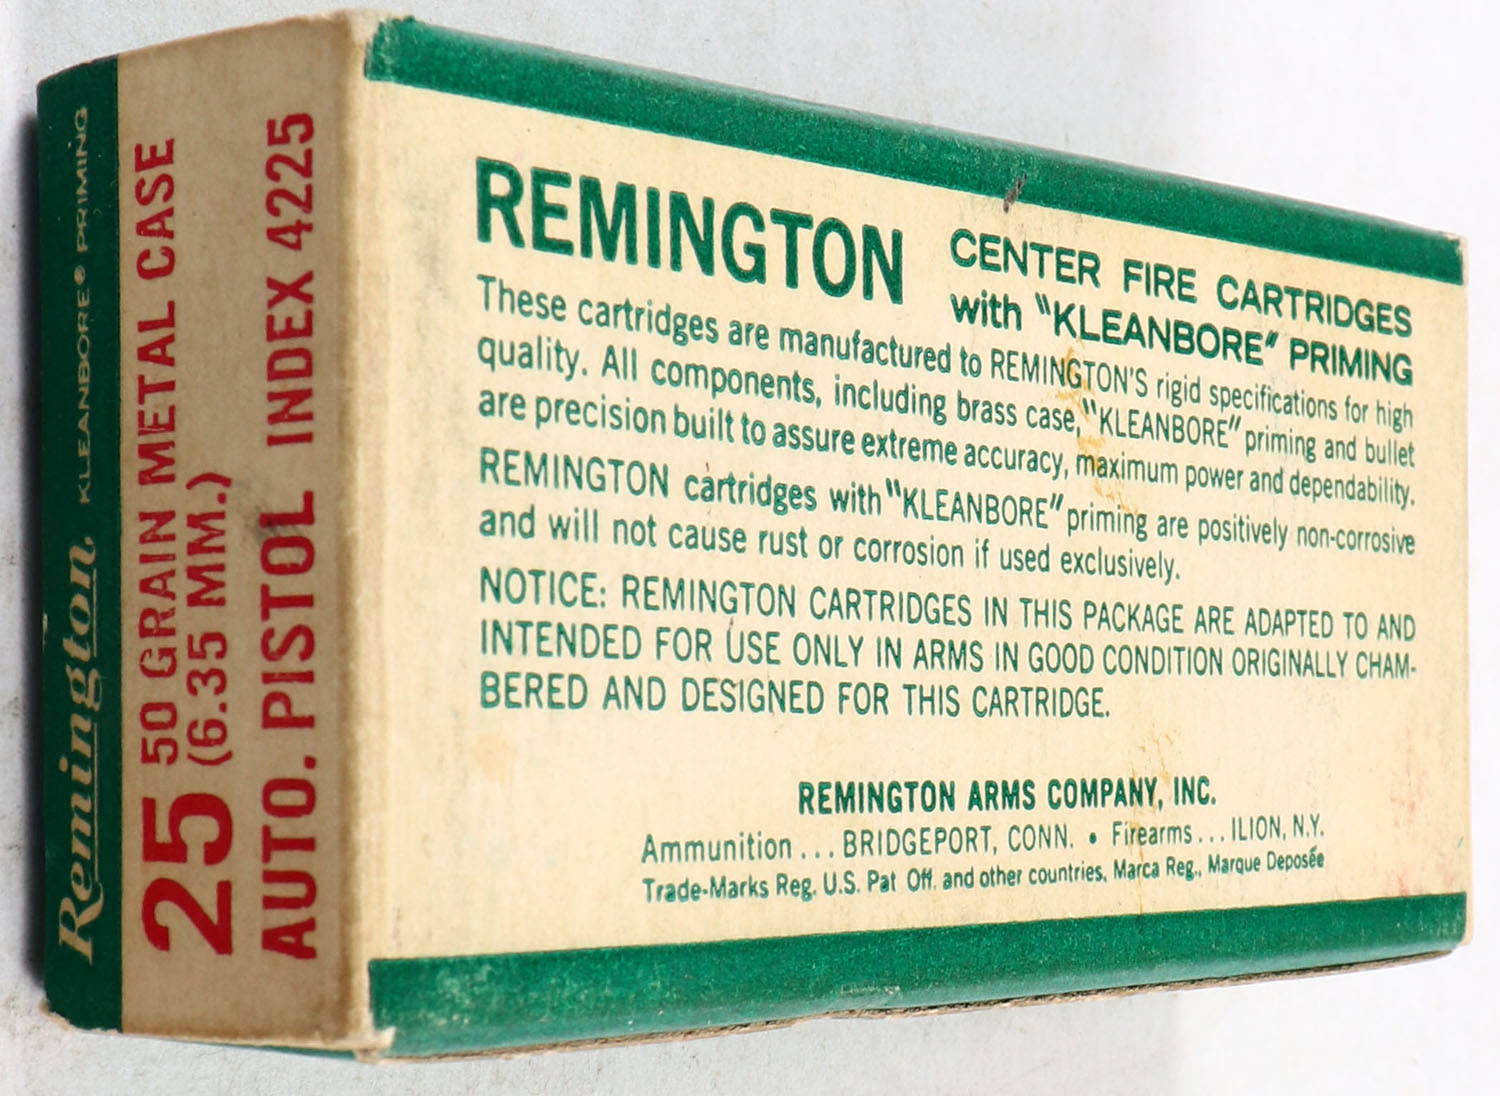 Remington KLEANBORE® PRIMING
25 50 GRAIN METAL CASE
(6.35 MM.)
AUTO. PISTOL INDEX 4225
REMINGTON CENTER FIRE CARTRIDGES
with "KLEANBORE" PRIMING
These cartridges are manufactured to REMINGTON'S rigid specifications for high
quality. All components, including brass case, "KLEANBORE" priming and bullet
are precision built to assure extreme accuracy, maximum power and dependability.
REMINGTON cartridges with "KLEANBORE" priming are positively non-corrosive
and will not cause rust or corrosion if used exclusively.
NOTICE: REMINGTON CARTRIDGES IN THIS PACKAGE ARE ADAPTED TO AND
INTENDED FOR USE ONLY IN ARMS IN GOOD CONDITION ORIGINALLY CHAM-
BERED AND DESIGNED FOR THIS CARTRIDGE.
REMINGTON ARMS COMPANY, INC.
Ammunition ... BRIDGEPORT, CONN. • Firearms ... ILION, N.Y.
Trade-Marks Reg. U.S. Pat Off. and other countries, Marca Reg., Marque Deposée